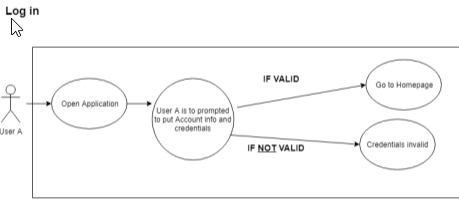 Log in
IF VALID
Go to Homepage
Open Application
User A is to prompted
to put Account info and
credentials
User A
IF NOT VALID
Credentials invalid